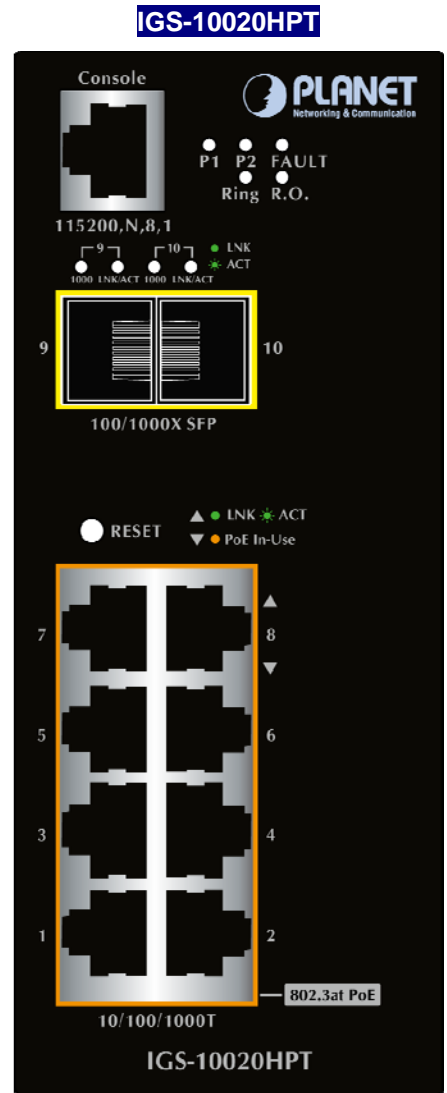 IGS-10020HPT
Console
PLANET
Networking & Communication
P1 P2 FAULT
Ring R.O.
115200,N,8,1
9 10 LNK
ACT
1000 LNK/ACT 1000 LNK/ACT
9 10
100/1000X SFP
RESET
▲ LNK ACT
▼ PoE In-Use
▲
7 8
▼
5 6
3 4
1 2
802.3at PoE
10/100/1000T
IGS-10020HPT